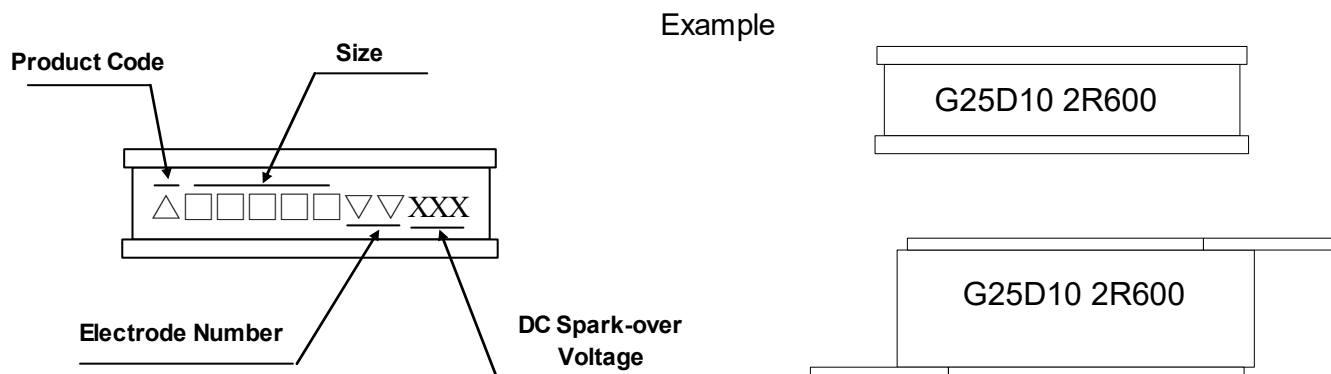 Example
Product Code
Size
G25D10 2R600
△□□□□□▽▽XXX
G25D10 2R600
Electrode Number
DC Spark-over
Voltage